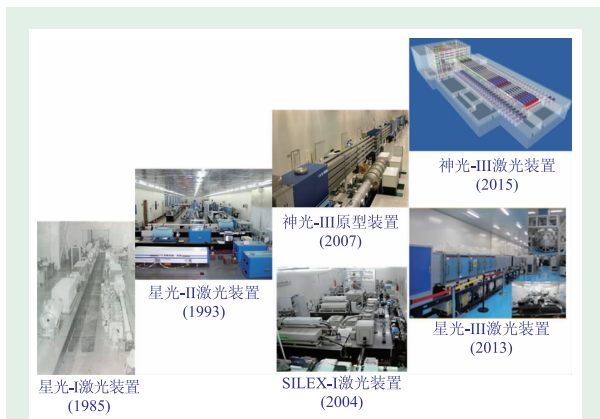 神光-III激光装置
(2015)
神光-III原型装置
(2007)
星光-II激光装置
(1993)
星光-III激光装置
(2013)
星光-I激光装置
(1985)
SILEX-I激光装置
(2004)